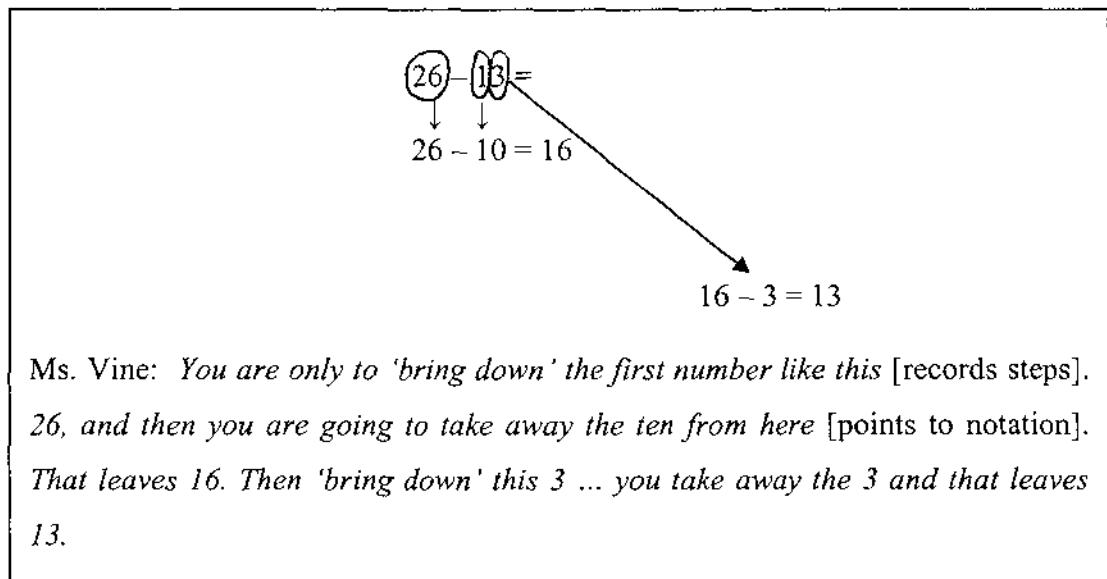 26 – 13 =
26 – 10 = 16
16 – 3 = 13
Ms. Vine: You are only to 'bring down' the first number like this [records steps].
26, and then you are going to take away the ten from here [points to notation].
That leaves 16. Then 'bring down' this 3 ... you take away the 3 and that leaves
13.